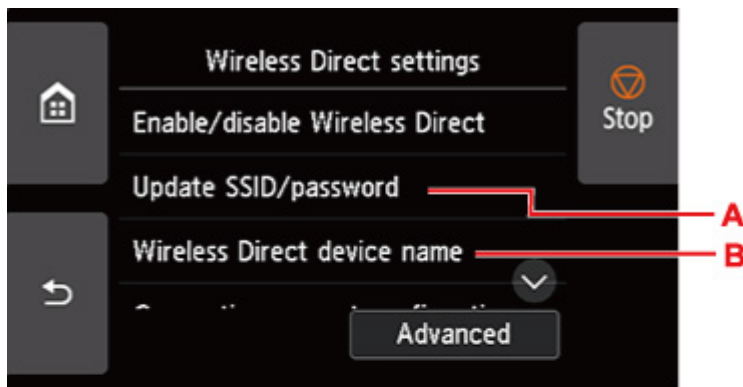 Wireless Direct settings
Stop
Enable/disable Wireless Direct
Update SSID/password
A
Wireless Direct device name
B
Advanced